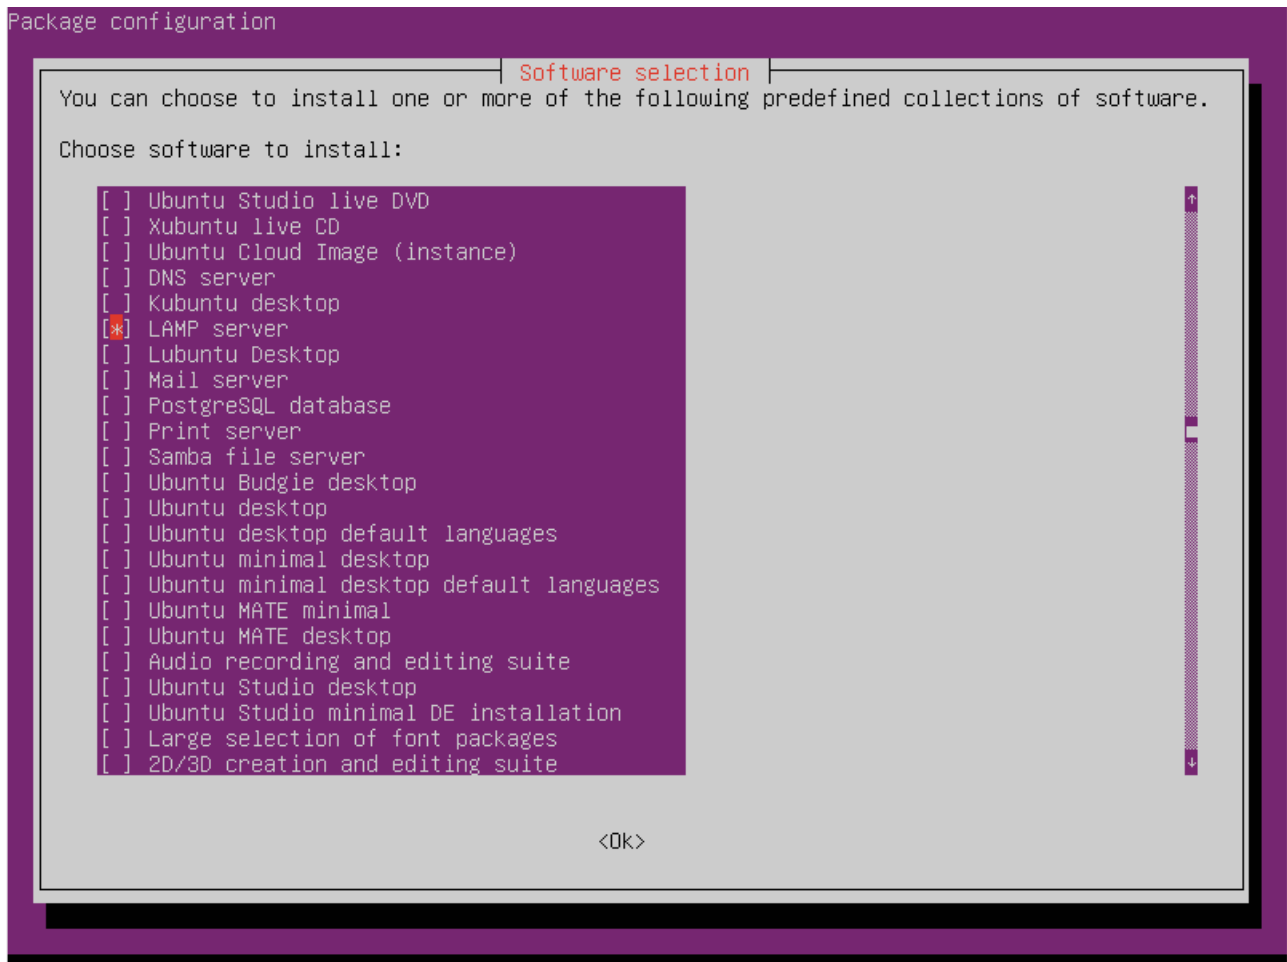 Package configuration
Software selection
You can choose to install one or more of the following predefined collections of software.
Choose software to install:
[ ] Ubuntu Studio live DVD
[ ] Xubuntu live CD
[ ] Ubuntu Cloud Image (instance)
[ ] DNS server
[ ] Kubuntu desktop
[*] LAMP server
[ ] Lubuntu Desktop
[ ] Mail server
[ ] PostgreSQL database
[ ] Print server
[ ] Samba file server
[ ] Ubuntu Budgie desktop
[ ] Ubuntu desktop
[ ] Ubuntu desktop default languages
[ ] Ubuntu minimal desktop
[ ] Ubuntu minimal desktop default languages
[ ] Ubuntu MATE minimal
[ ] Ubuntu MATE desktop
[ ] Audio recording and editing suite
[ ] Ubuntu Studio desktop
[ ] Ubuntu Studio minimal DE installation
[ ] Large selection of font packages
[ ] 2D/3D creation and editing suite
<Ok>